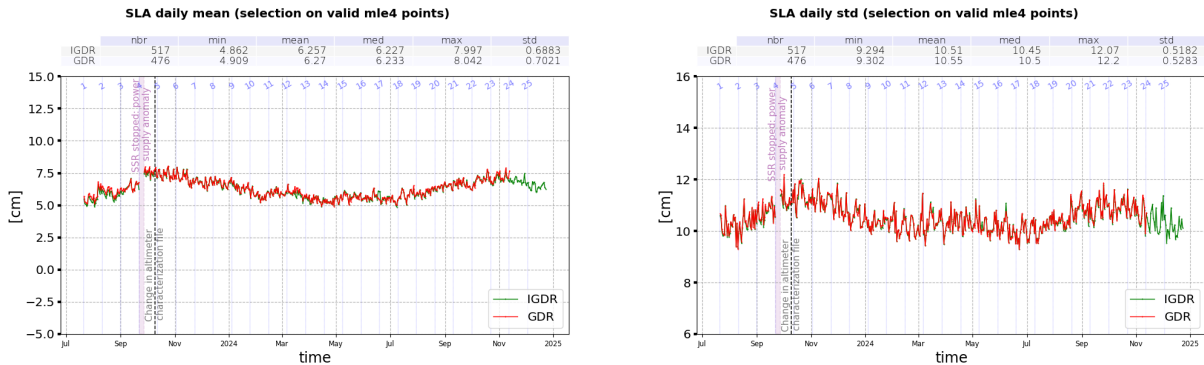 SLA daily mean (selection on valid mle4 points)
nbr min mean med max std
IGDR 517 4.862 6.257 6.227 7.997 0.6883
GDR 476 4.909 6.27 6.233 8.042 0.7021
15.0
12.5
10.0
7.5
5.0
2.5
0.0
−2.5
−5.0
[cm]
1 2 3 4 5 6 7 8 9 10 11 12 13 14 15 16 17 18 19 20 21 22 23 24 25
SSR stopped: power
supply anomaly
Change in altimeter
characterization file
IGDR
GDR
Jul Sep Nov 2024 Mar May Jul Sep Nov 2025
time
SLA daily std (selection on valid mle4 points)
nbr min mean med max std
IGDR 517 9.294 10.51 10.45 12.07 0.5182
GDR 476 9.302 10.55 10.5 12.2 0.5283
16
14
12
10
8
6
[cm]
1 2 3 4 5 6 7 8 9 10 11 12 13 14 15 16 17 18 19 20 21 22 23 24 25
SSR stopped: power
supply anomaly
Change in altimeter
characterization file
IGDR
GDR
Jul Sep Nov 2024 Mar May Jul Sep Nov 2025
time